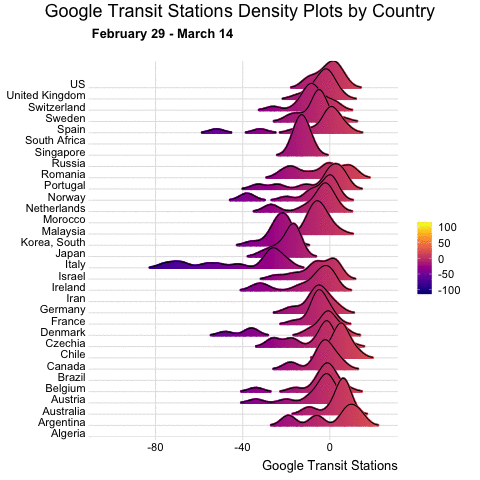 Google Transit Stations Density Plots by Country
February 29 - March 14
US
United Kingdom
Switzerland
Sweden
Spain
South Africa
Singapore
Russia
Romania
Portugal
Norway
Netherlands
Morocco
Malaysia
Korea, South
Japan
Italy
Israel
Ireland
Iran
Germany
France
Denmark
Czechia
Chile
Canada
Brazil
Belgium
Austria
Australia
Argentina
Algeria
100
50
0
-50
-100
-80 -40 0
Google Transit Stations